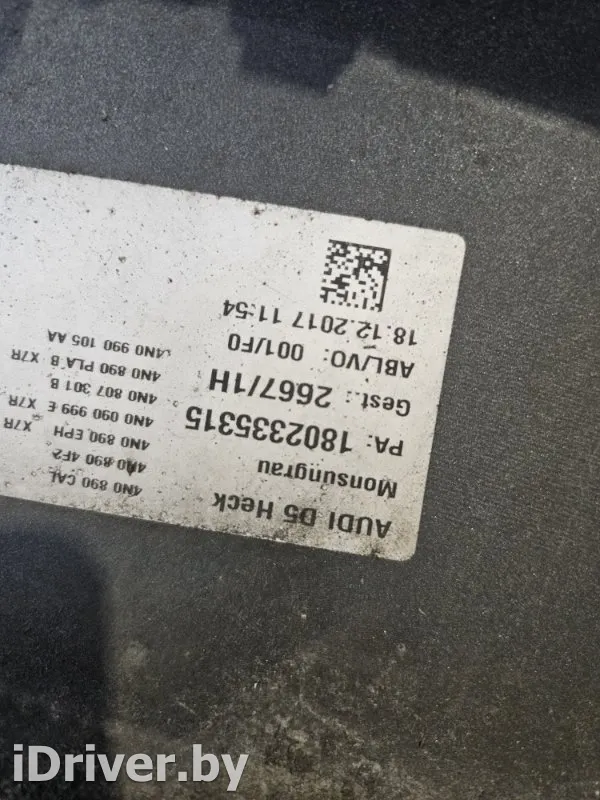 AUDI D5 Heck
Monsungrau
PA: 1802335315
Gest.: 2667/1H
ABL/VO: 001/F0
18.12.2017 11:54
4N0 890 CAL
4N0 890 4F2
4N0 890 EPH X7R
4N0 090 999 E X7R
4N0 807 301 B
4N0 890 PLA B X7R
4N0 990 105 AA
iDriver.by